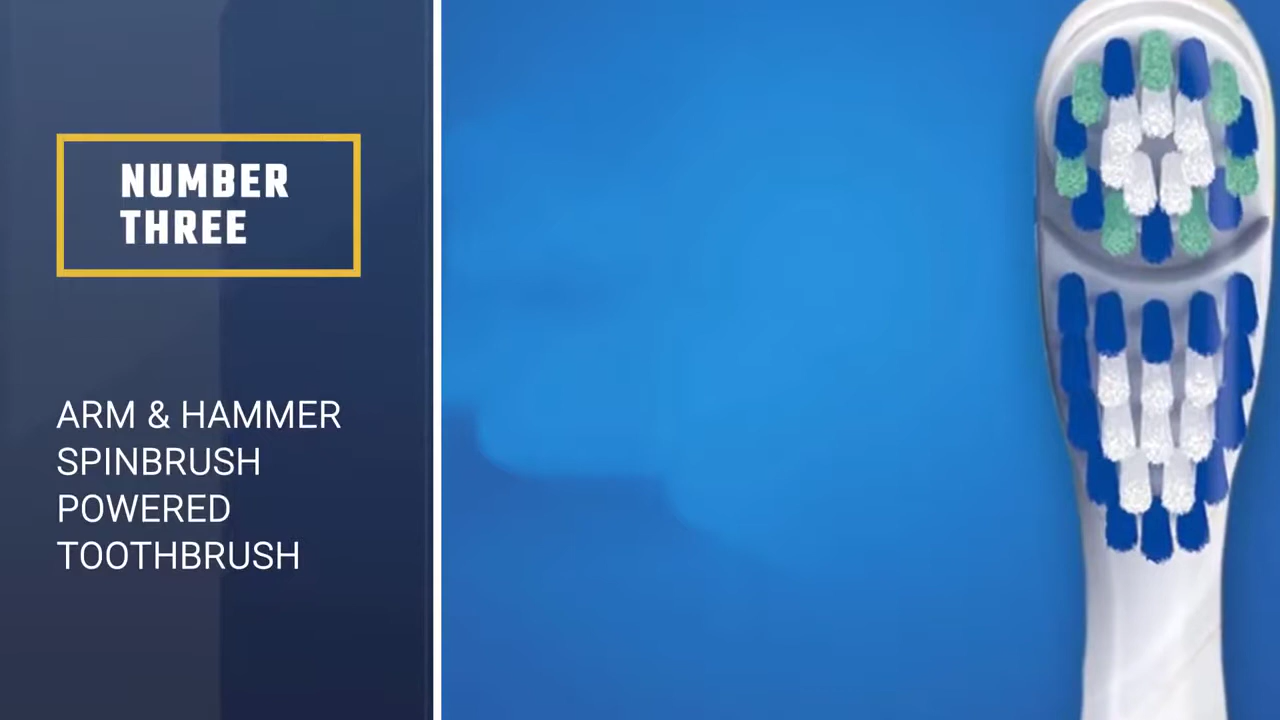 NUMBER
THREE
ARM & HAMMER
SPINBRUSH
POWERED
TOOTHBRUSH